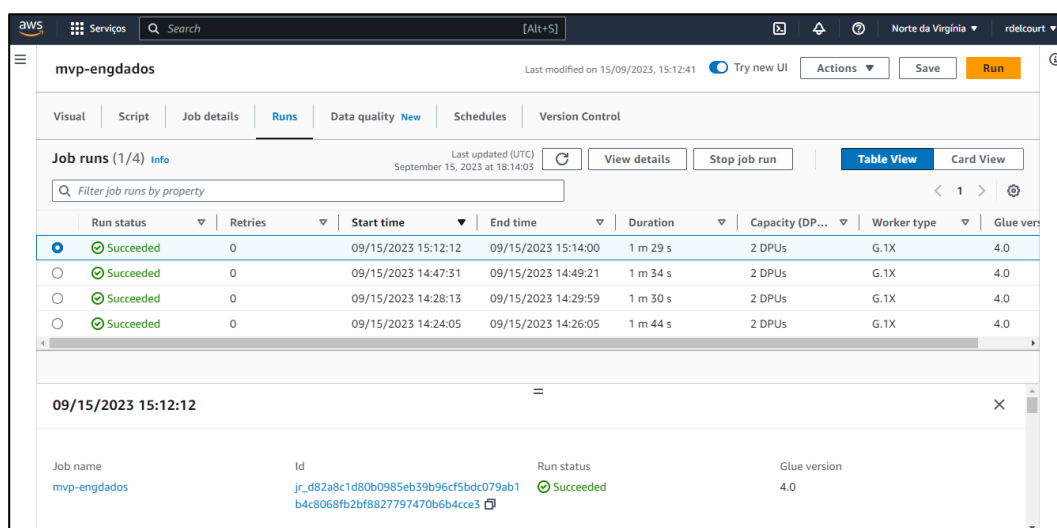 aws Serviços Search [Alt+S] Norte da Virgínia ▼ rdelcourt ▼
mvp-engdados Last modified on 15/09/2023, 15:12:41 Try new UI Actions ▼ Save Run
Visual Script Job details Runs Data quality New Schedules Version Control
Job runs (1/4) Info Last updated (UTC) View details Stop job run Table View Card View
September 15, 2023 at 18:14:03
Filter job runs by property 1
Run status Retries Start time End time Duration Capacity (DP... Worker type Glue vers
Succeeded 0 09/15/2023 15:12:12 09/15/2023 15:14:00 1 m 29 s 2 DPUs G.1X 4.0
Succeeded 0 09/15/2023 14:47:31 09/15/2023 14:49:21 1 m 34 s 2 DPUs G.1X 4.0
Succeeded 0 09/15/2023 14:28:13 09/15/2023 14:29:59 1 m 30 s 2 DPUs G.1X 4.0
Succeeded 0 09/15/2023 14:24:05 09/15/2023 14:26:05 1 m 44 s 2 DPUs G.1X 4.0
09/15/2023 15:12:12
Job name Id Run status Glue version
mvp-engdados jr_d82a8c1d80b0985eb39b96cf5bdc079ab1 Succeeded 4.0
b4c8068fb2bf8827797470b6b4cce3